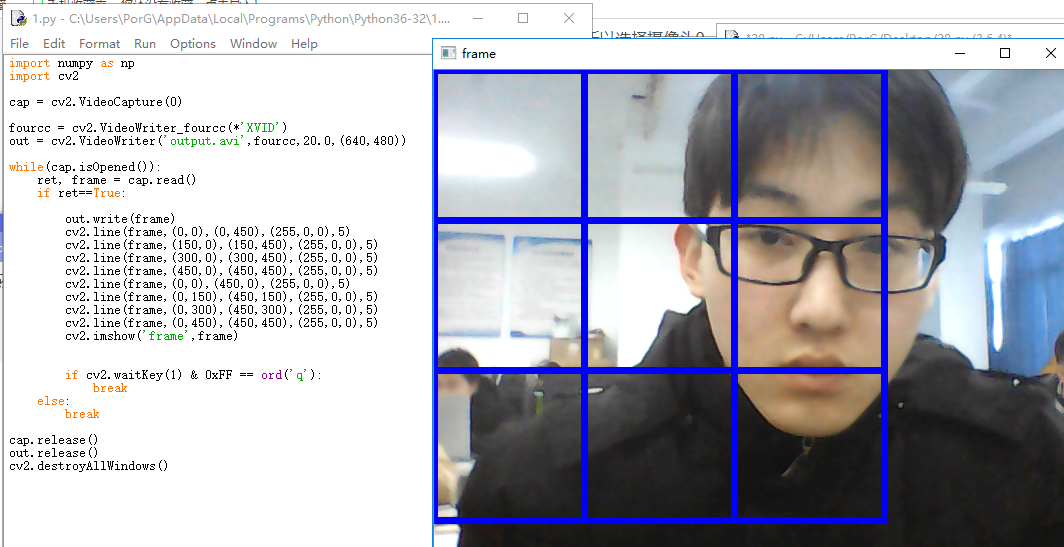 1.py - C:\Users\PorG\AppData\Local\Programs\Python\Python36-32\1....
File Edit Format Run Options Window Help
import numpy as np
import cv2
cap = cv2.VideoCapture(0)
fourcc = cv2.VideoWriter_fourcc(*'XVID')
out = cv2.VideoWriter('output.avi',fourcc,20.0,(640,480))
while(cap.isOpened()):
    ret, frame = cap.read()
    if ret==True:
        out.write(frame)
        cv2.line(frame,(0,0),(0,450),(255,0,0),5)
        cv2.line(frame,(150,0),(150,450),(255,0,0),5)
        cv2.line(frame,(300,0),(300,450),(255,0,0),5)
        cv2.line(frame,(450,0),(450,450),(255,0,0),5)
        cv2.line(frame,(0,0),(450,0),(255,0,0),5)
        cv2.line(frame,(0,150),(450,150),(255,0,0),5)
        cv2.line(frame,(0,300),(450,300),(255,0,0),5)
        cv2.line(frame,(0,450),(450,450),(255,0,0),5)
        cv2.imshow('frame',frame)
        if cv2.waitKey(1) & 0xFF == ord('q'):
            break
    else:
        break
cap.release()
out.release()
cv2.destroyAllWindows()
以选择摄像头0
*28.py - C:/Users/PorG/Desktop/28.py (3.6.4)*
frame